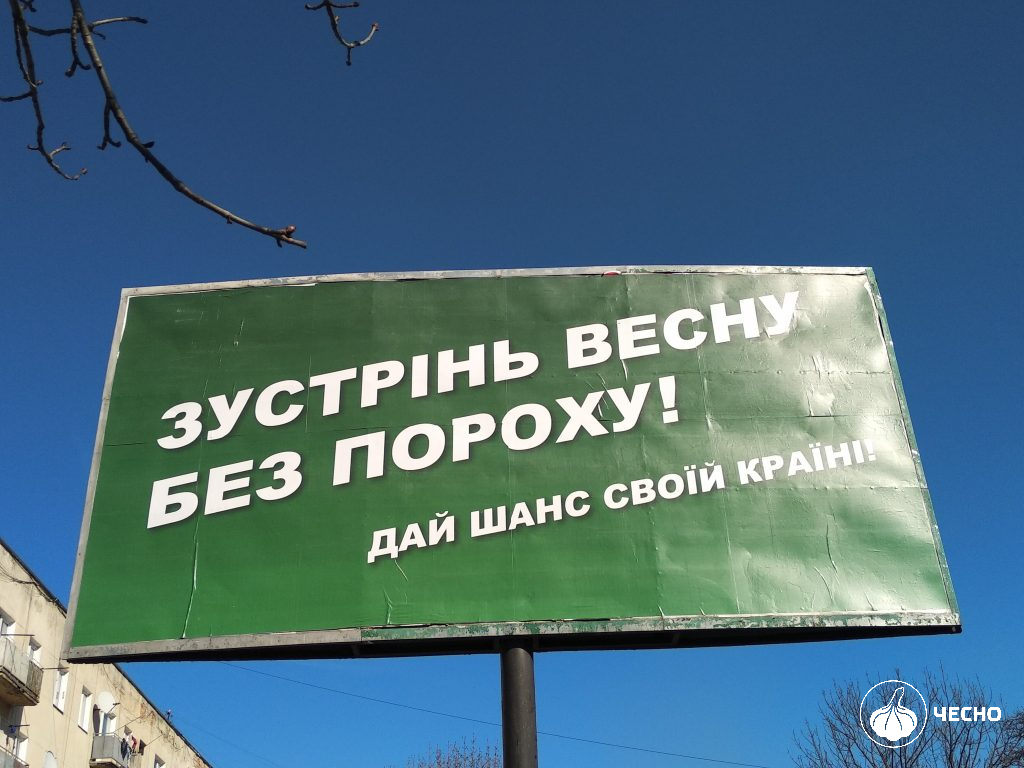 ЗУСТРІНЬ ВЕСНУ
БЕЗ ПОРОХУ!
ДАЙ ШАНС СВОЇЙ КРАЇНІ!
ЧЕСНО